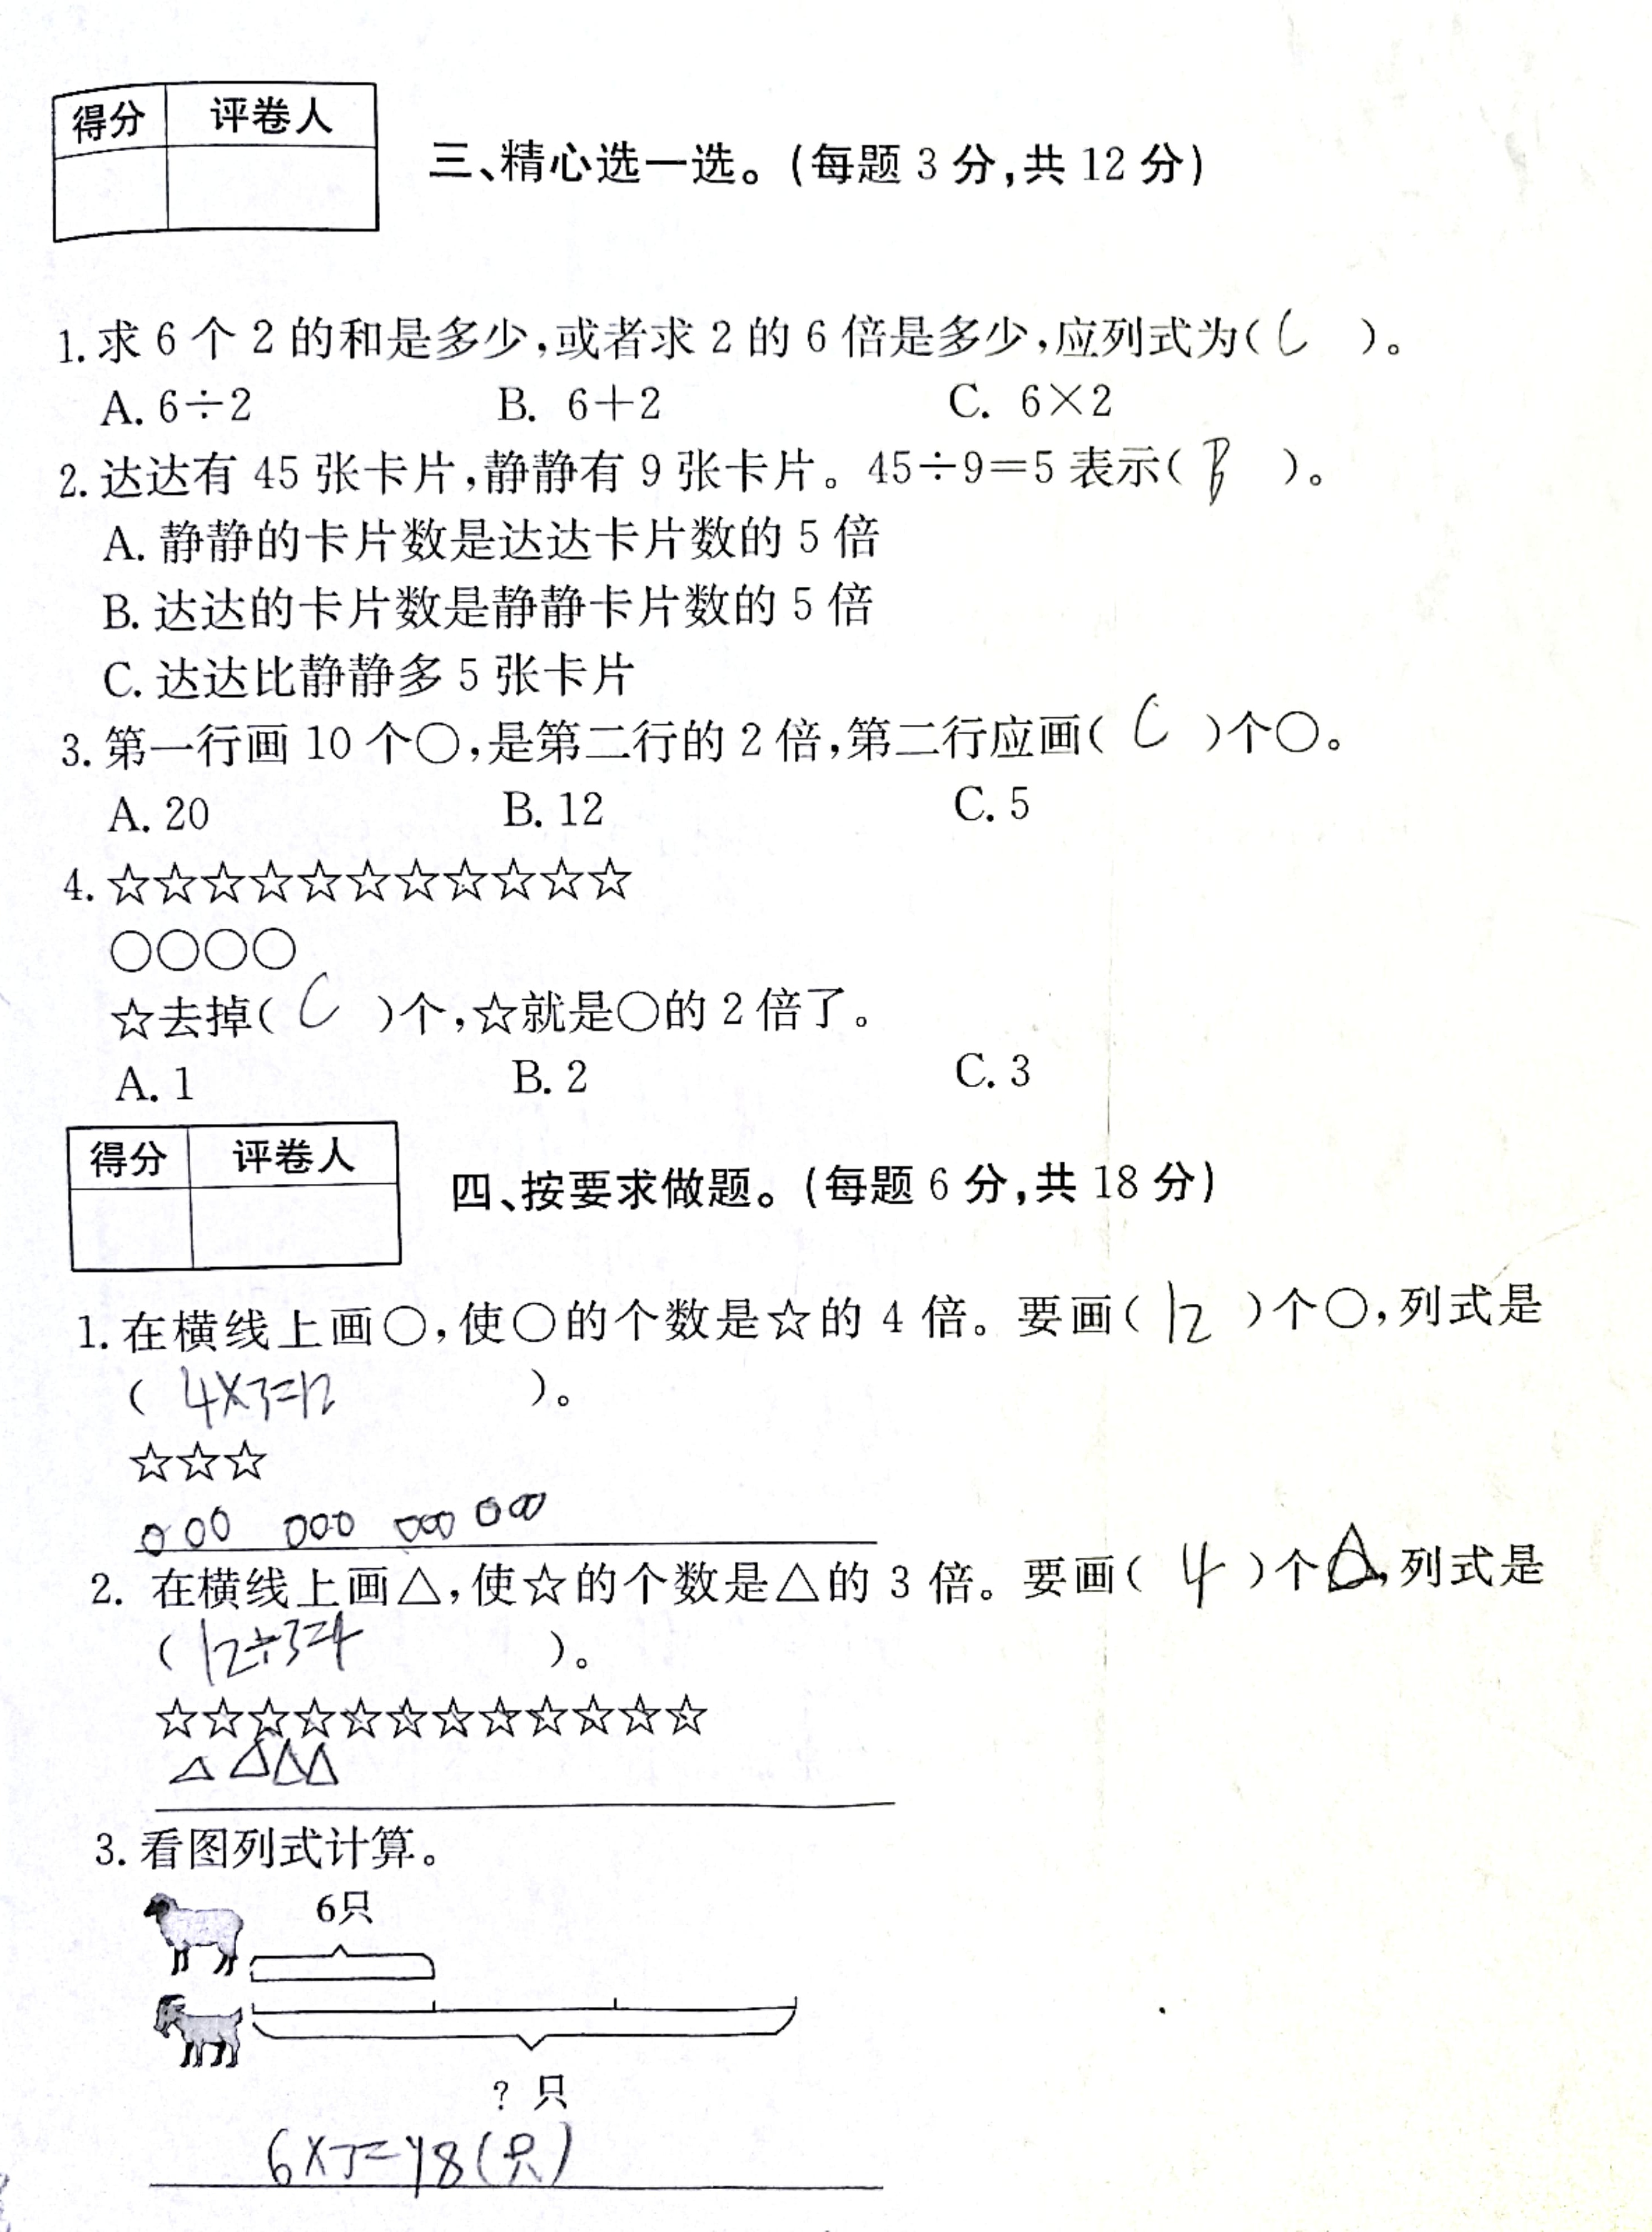 得分 评卷人
三、精心选一选。(每题 3 分,共 12 分)
1. 求 6 个 2 的和是多少,或者求 2 的 6 倍是多少,应列式为( C )。
A. 6÷2 B. 6+2 C. 6×2
2. 达达有 45 张卡片,静静有 9 张卡片。45÷9=5 表示( B )。
A. 静静的卡片数是达达卡片数的 5 倍
B. 达达的卡片数是静静卡片数的 5 倍
C. 达达比静静多 5 张卡片
3. 第一行画 10 个○,是第二行的 2 倍,第二行应画( C )个○。
A. 20 B. 12 C. 5
4. ☆☆☆☆☆☆☆☆☆☆☆
○○○○
☆去掉( C )个,☆就是○的 2 倍了。
A. 1 B. 2 C. 3
得分 评卷人
四、按要求做题。(每题 6 分,共 18 分)
1. 在横线上画○,使○的个数是☆的 4 倍。要画( 12 )个○,列式是
( 4×3=12 )。
☆☆☆
○○○ ○○○ ○○○ ○○○
2. 在横线上画△,使☆的个数是△的 3 倍。要画( 4 )个△,列式是
( 12÷3=4 )。
☆☆☆☆☆☆☆☆☆☆☆☆
△△△△
3. 看图列式计算。
6只
? 只
6×3=18(只)